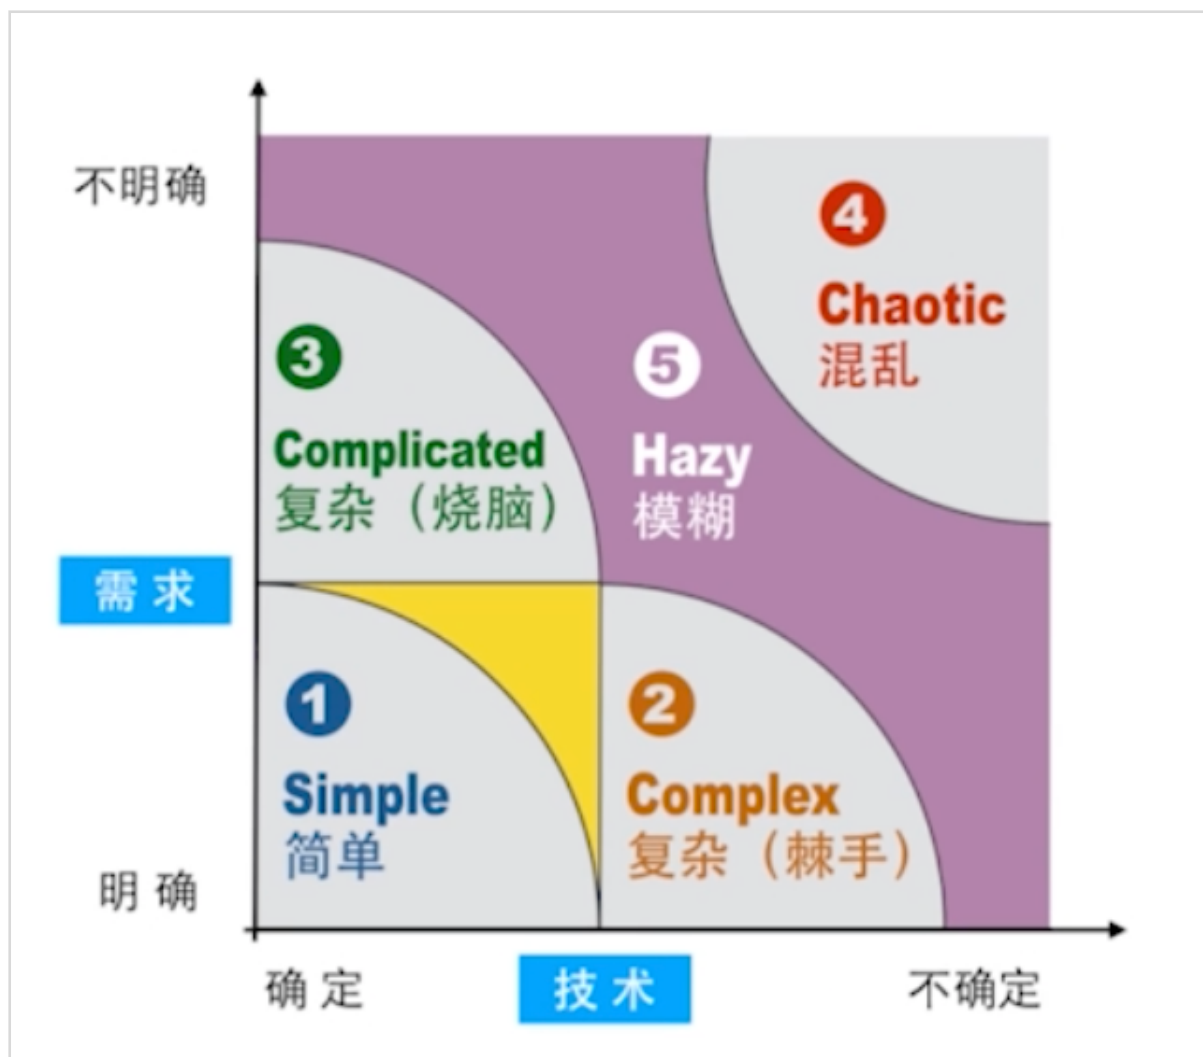 不明确
4
Chaotic
混乱
3
5
Complicated
复杂（烧脑）
Hazy
模糊
需 求
1
2
Simple
简单
Complex
复杂（棘手）
明 确
确 定
技 术
不确定